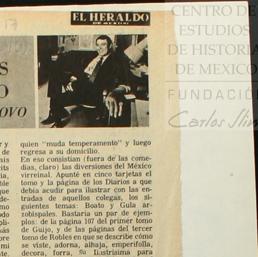 17
EL HERALDO
DE MEXICO
CENTRO DE
ESTUDIOS
DE HISTORIA
DE MEXICO
FUNDACIÓN
Carlos Slim
S
O
OVO
quien "muda temperamento" y luego
regresa a su domicilio.
En eso consistían (fuera de las come-
dias, claro) las diversiones del México
virreinal. Apunté en cinco tarjetas el
tomo y la página de los Diarios a que
debía acudir para ilustrar con las entra-
das de aquellos colegas, los si-
guientes temas: Boato y Gula ar-
zobispales. Bastaría un par de ejem-
plos: de la página 107 del primer tomo
de Guijo, y de las páginas del tercer
tomo de Robles en que se describe cómo
se viste, adorna, alhaja, emperifolla,
decora, forra, Su Ilustrísima para